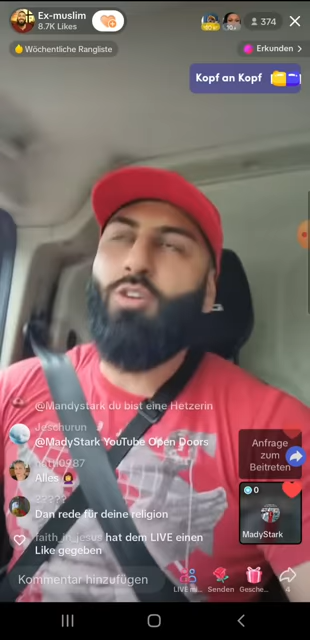 Ex-muslim
8.7K Likes
374
Wöchentliche Rangliste
Erkunden
Kopf an Kopf
@Mandystark du bist eine Hetzerin
Jeschurun
@MadyStark YouTube Open Doors
Alles
?????
Dan rede für deine religion
faith_in_jesus hat dem LIVE einen
Like gegeben
Anfrage
zum
Beitreten
0
MadyStark
Kommentar hinzufügen
Senden
Gesche...
4